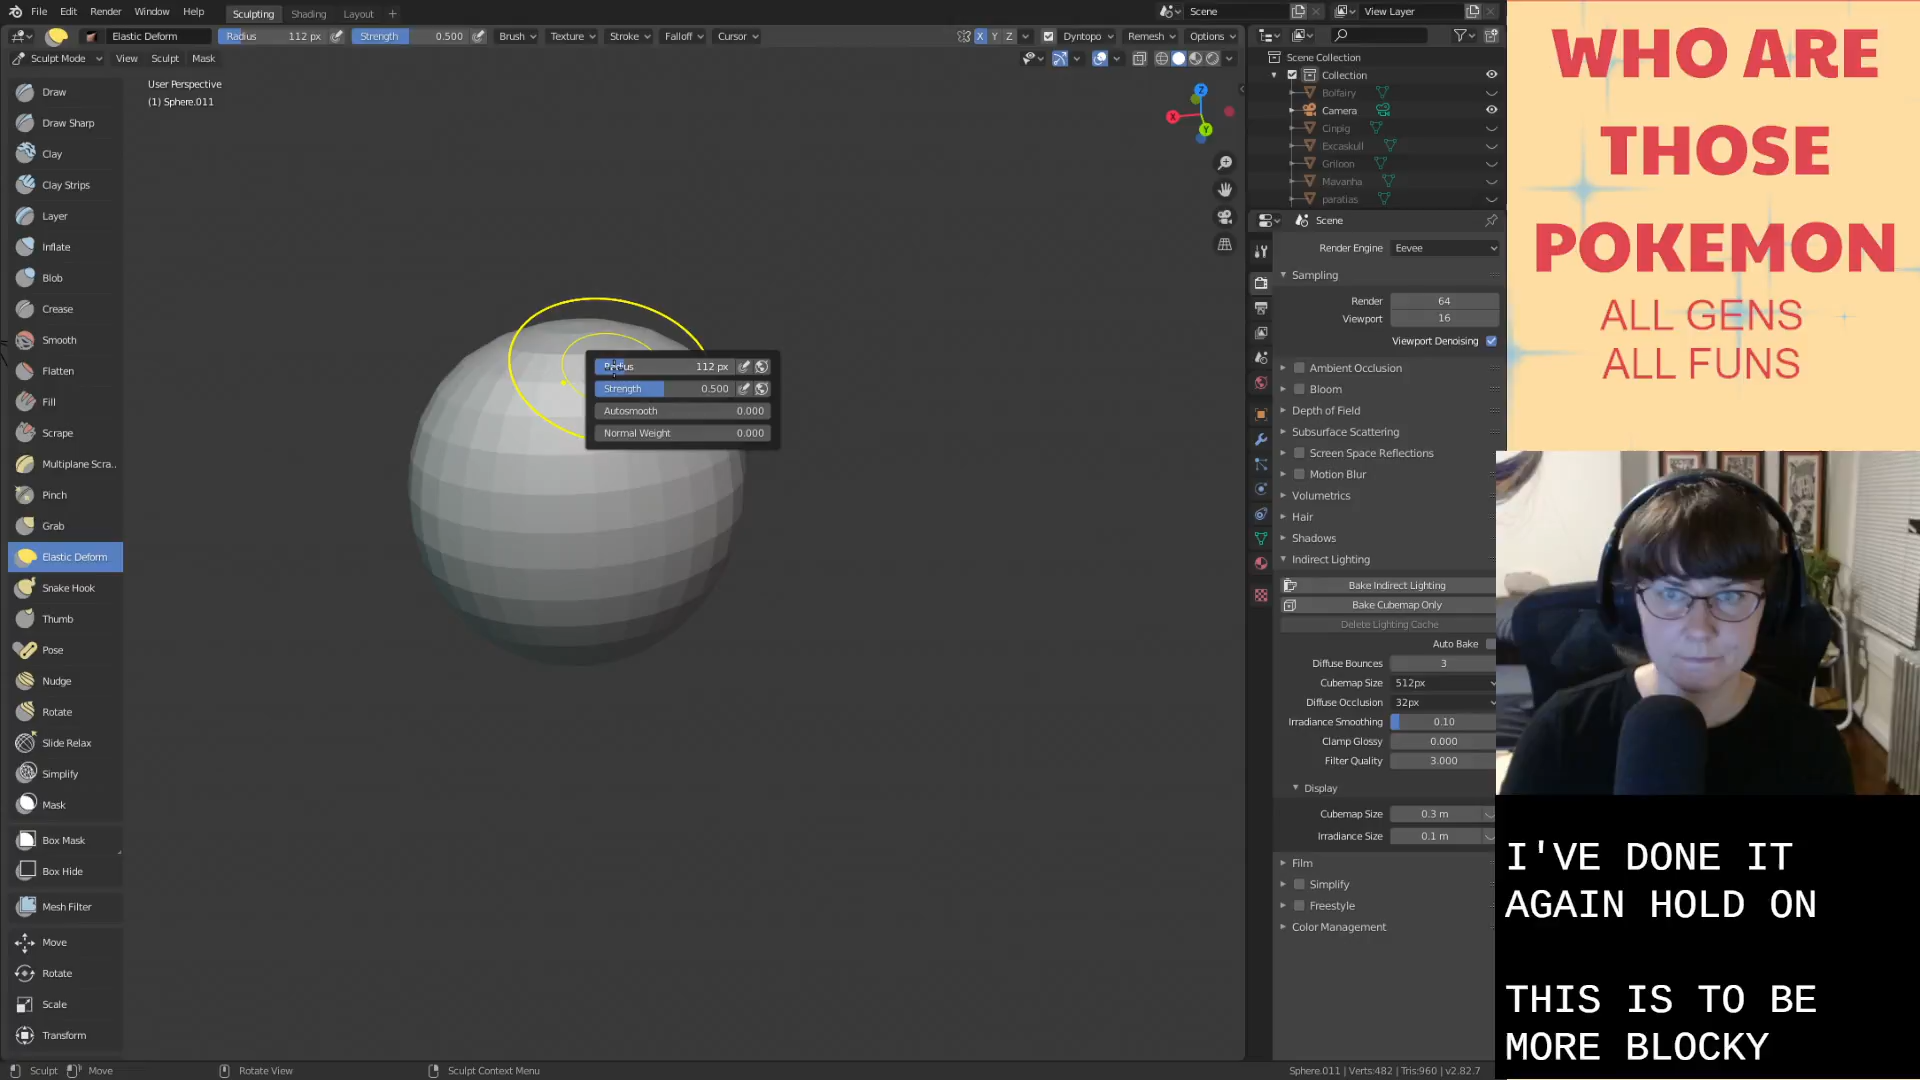 File Edit Render Window Help Sculpting Shading Layout + Scene View Layer
Elastic Deform Radius 112 px Strength 0.500 Brush Texture Stroke Falloff Cursor X Y Z Dyntopo Remesh Options
Sculpt Mode View Sculpt Mask
User Perspective
(1) Sphere.011
Draw
Draw Sharp
Clay
Clay Strips
Layer
Inflate
Blob
Crease
Smooth
Flatten
Fill
Scrape
Multiplane Scra..
Pinch
Grab
Elastic Deform
Snake Hook
Thumb
Pose
Nudge
Rotate
Slide Relax
Simplify
Mask
Box Mask
Box Hide
Mesh Filter
Move
Rotate
Scale
Transform
Z
X
Y
Radius 112 px
Strength 0.500
Autosmooth 0.000
Normal Weight 0.000
Scene Collection
Collection
Bolfairy
Camera
Cinpig
Excaskull
Griloon
Mavanha
paratias
Scene
Render Engine Eevee
Sampling
Render 64
Viewport 16
Viewport Denoising
Ambient Occlusion
Bloom
Depth of Field
Subsurface Scattering
Screen Space Reflections
Motion Blur
Volumetrics
Hair
Shadows
Indirect Lighting
Bake Indirect Lighting
Bake Cubemap Only
Delete Lighting Cache
Auto Bake
Diffuse Bounces 3
Cubemap Size 512px
Diffuse Occlusion 32px
Irradiance Smoothing 0.10
Clamp Glossy 0.000
Filter Quality 3.000
Display
Cubemap Size 0.3 m
Irradiance Size 0.1 m
Film
Simplify
Freestyle
Color Management
Sculpt Move Rotate View Sculpt Context Menu Sphere.011 | Verts:482 | Tris:960 | v2.82.7
WHO ARE
THOSE
POKEMON
ALL GENS
ALL FUNS
I'VE DONE IT
AGAIN HOLD ON
THIS IS TO BE
MORE BLOCKY